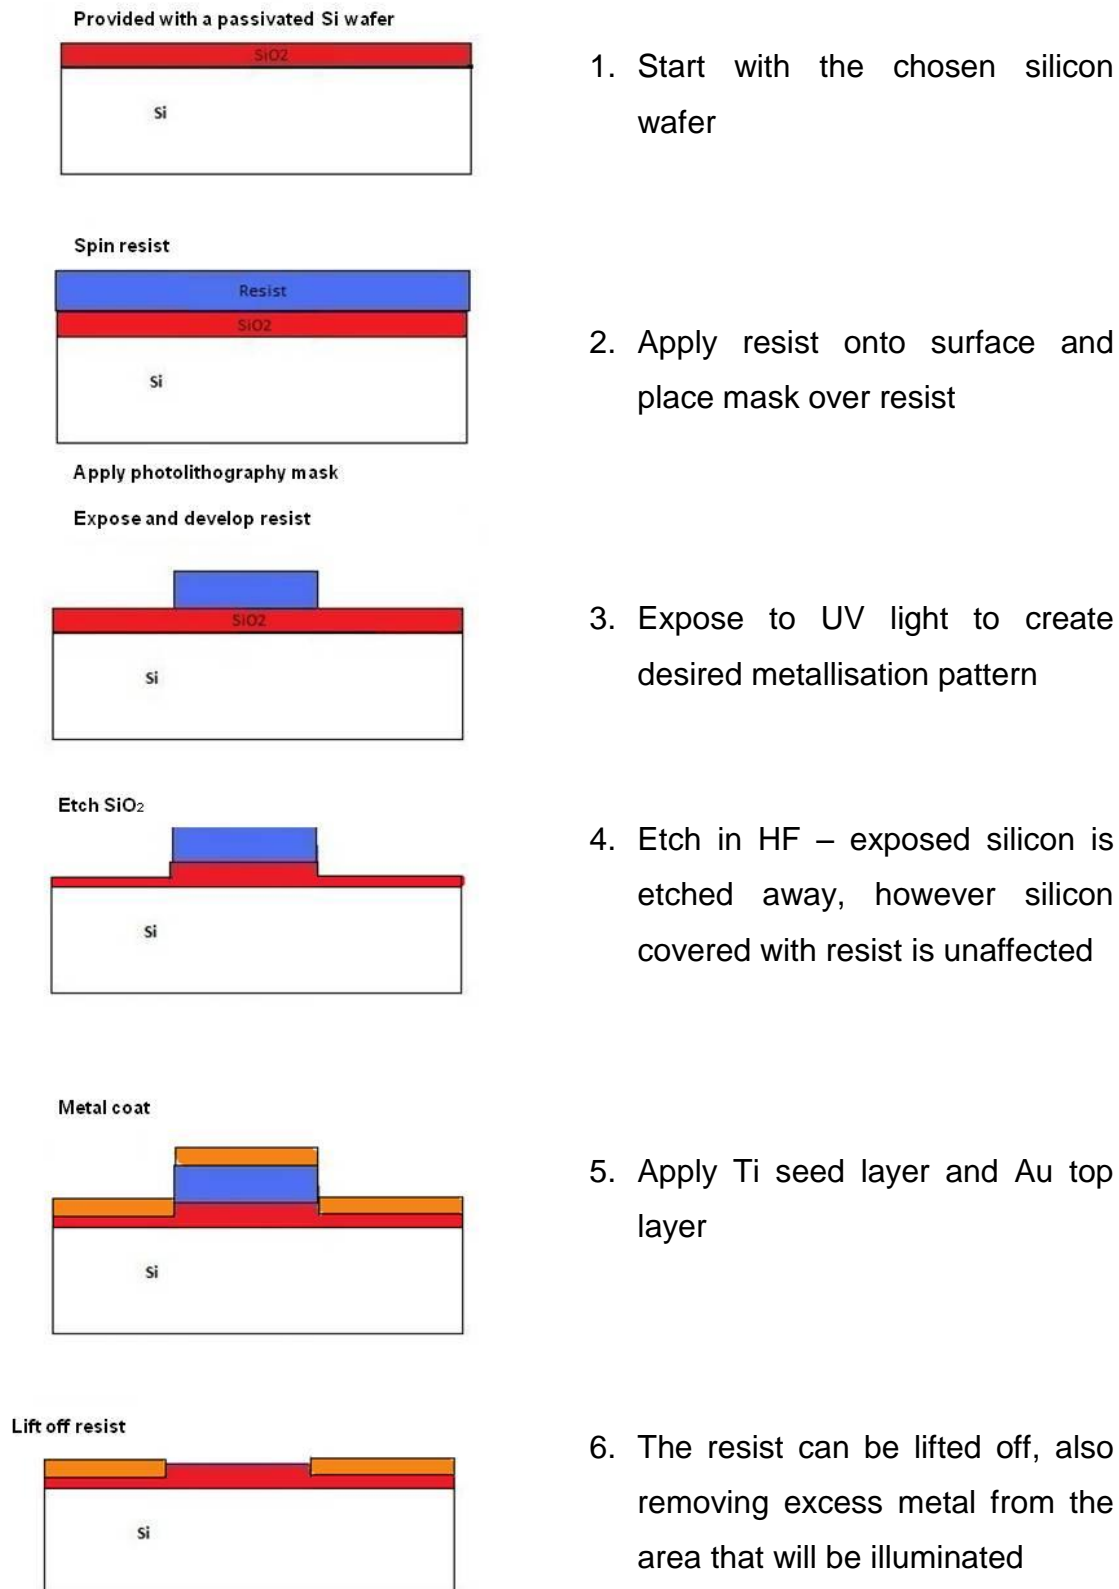 Provided with a passivated Si wafer
SiO2
Si
1. Start with the chosen silicon
wafer
Spin resist
Resist
SiO2
Si
2. Apply resist onto surface and
place mask over resist
Apply photolithography mask
Expose and develop resist
SiO2
Si
3. Expose to UV light to create
desired metallisation pattern
Etch SiO2
Si
4. Etch in HF – exposed silicon is
etched away, however silicon
covered with resist is unaffected
Metal coat
Si
5. Apply Ti seed layer and Au top
layer
Lift off resist
Si
6. The resist can be lifted off, also
removing excess metal from the
area that will be illuminated